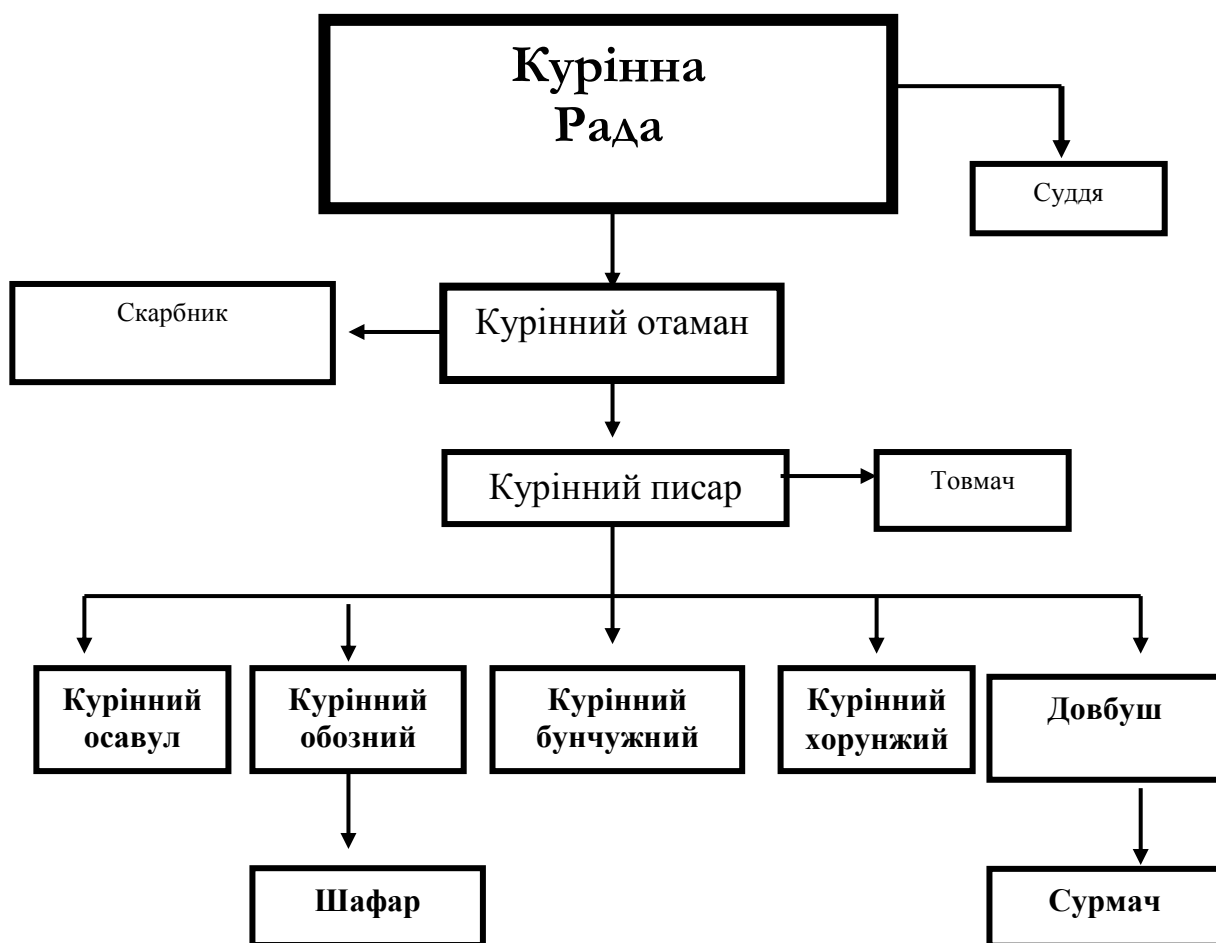 Курінна
Рада
Суддя
Скарбник
Курінний отаман
Курінний писар
Товмач
Курінний
осавул
Курінний
обозний
Курінний
бунчужний
Курінний
хорунжий
Довбуш
Шафар
Сурмач